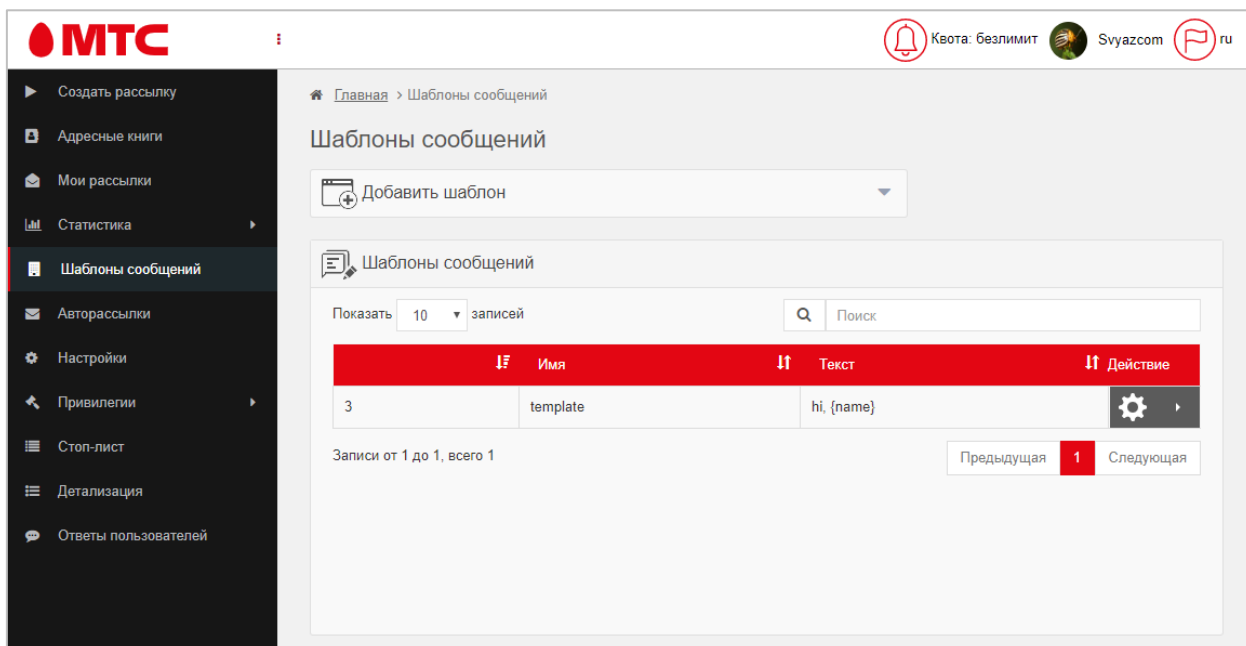 МТС
Квота: безлимит
Svyazcom
ru
Создать рассылку
Адресные книги
Мои рассылки
Статистика
Шаблоны сообщений
Авторассылки
Настройки
Привилегии
Стоп-лист
Детализация
Ответы пользователей
Главная > Шаблоны сообщений
Шаблоны сообщений
Добавить шаблон
Шаблоны сообщений
Показать 10 записей
Поиск
Имя Текст Действие
3 template hi, {name}
Записи от 1 до 1, всего 1
Предыдущая 1 Следующая